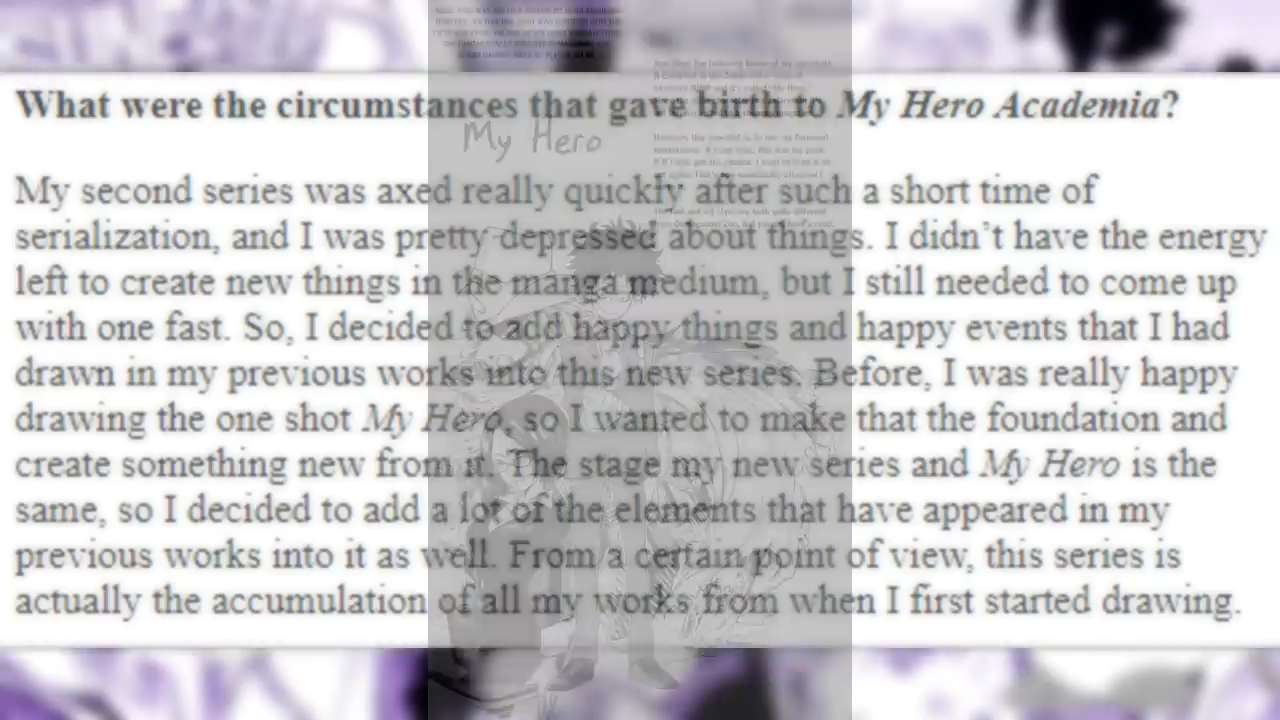 What were the circumstances that gave birth to My Hero Academia?
My Hero
My second series was axed really quickly after such a short time of
serialization, and I was pretty depressed about things. I didn't have the energy
left to create new things in the manga medium, but I still needed to come up
with one fast. So, I decided to add happy things and happy events that I had
drawn in my previous works into this new series. Before, I was really happy
drawing the one shot My Hero, so I wanted to make that the foundation and
create something new from it. The stage my new series and My Hero is the
same, so I decided to add a lot of the elements that have appeared in my
previous works into it as well. From a certain point of view, this series is
actually the accumulation of all my works from when I first started drawing.